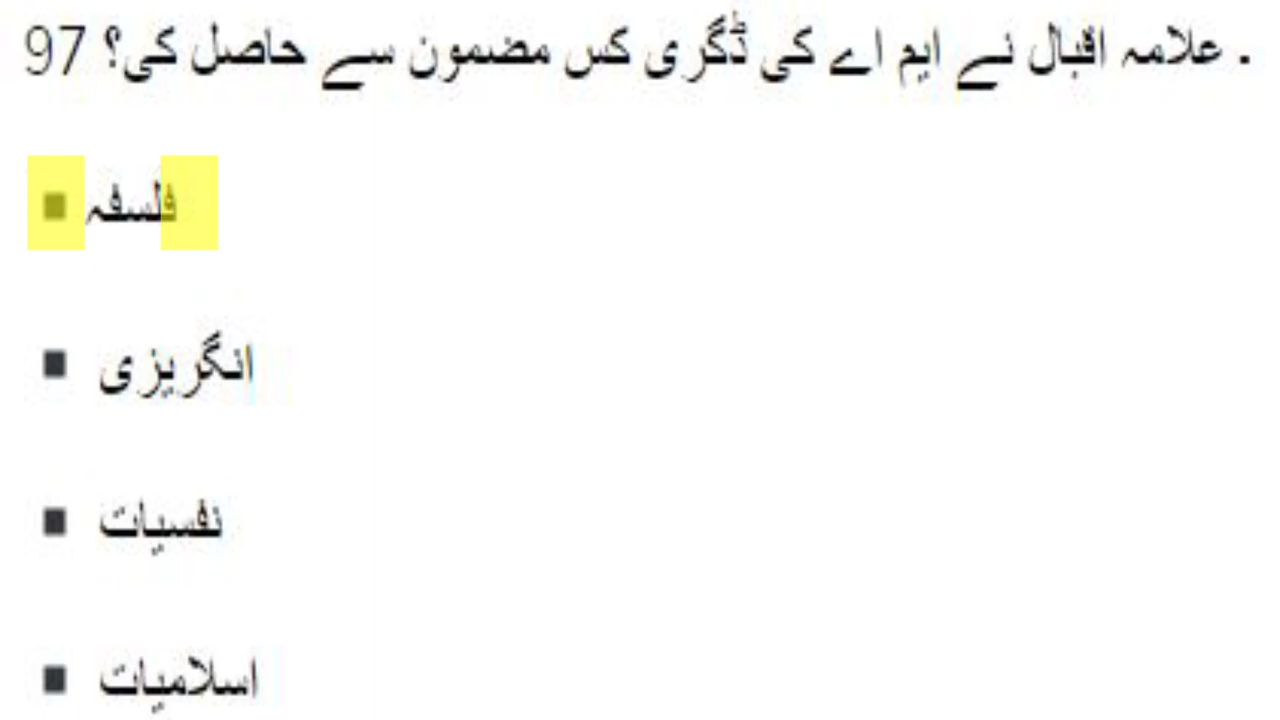 97 . علامہ اقبال نے ایم اے کی ڈگری کس مضمون سے حاصل کی؟
▪ فلسفہ
▪ انگریزی
▪ نفسیات
▪ اسلامیات